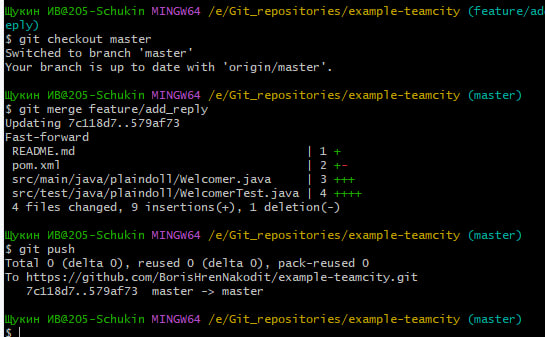 Щукин ИВ@205-Schukin MINGW64 /e/Git_repositories/example-teamcity (feature/add_r
eply)
$ git checkout master
Switched to branch 'master'
Your branch is up to date with 'origin/master'.
Щукин ИВ@205-Schukin MINGW64 /e/Git_repositories/example-teamcity (master)
$ git merge feature/add_reply
Updating 7c118d7..579af73
Fast-forward
README.md | 1 +
pom.xml | 2 +-
src/main/java/plaindoll/Welcomer.java | 3 +++
src/test/java/plaindoll/WelcomerTest.java | 4 ++++
4 files changed, 9 insertions(+), 1 deletion(-)
Щукин ИВ@205-Schukin MINGW64 /e/Git_repositories/example-teamcity (master)
$ git push
Total 0 (delta 0), reused 0 (delta 0), pack-reused 0
To https://github.com/BorisHrenNakodit/example-teamcity.git
7c118d7..579af73 master -> master
Щукин ИВ@205-Schukin MINGW64 /e/Git_repositories/example-teamcity (master)
$